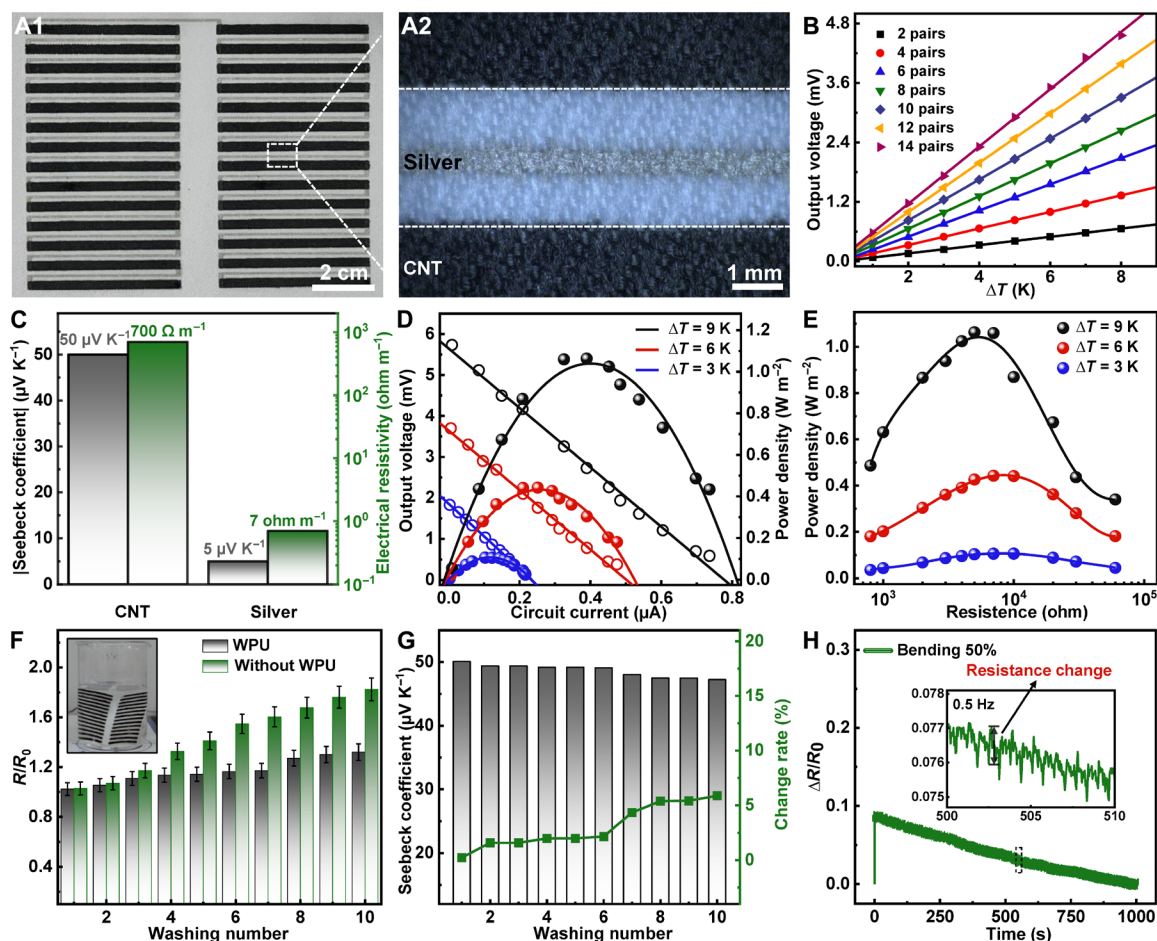 A1
2 cm
A2
Silver
CNT
1 mm
B
Output voltage (mV)
4.8
3.6
2.4
1.2
0.0
2 pairs
4 pairs
6 pairs
8 pairs
10 pairs
12 pairs
14 pairs
2 4 6 8
ΔT (K)
C
|Seebeck coefficient| (µV K⁻¹)
50
40
30
20
10
0
50 µV K⁻¹
700 Ω m⁻¹
5 µV K⁻¹
7 ohm m⁻¹
CNT Silver
10³
10²
10¹
10⁰
10⁻¹
Electrical resistivity (ohm m⁻¹)
D
Output voltage (mV)
6
5
4
3
2
1
0
ΔT = 9 K
ΔT = 6 K
ΔT = 3 K
0.0 0.2 0.4 0.6 0.8
Circuit current (µA)
1.2
1.0
0.8
0.6
0.4
0.2
0.0
Power density (W m⁻²)
E
Power density (W m⁻²)
1.0
0.8
0.6
0.4
0.2
0.0
ΔT = 9 K
ΔT = 6 K
ΔT = 3 K
10³ 10⁴ 10⁵
Resistence (ohm)
F
R/R₀
2.0
1.6
1.2
0.8
0.4
WPU
Without WPU
2 4 6 8 10
Washing number
G
Seebeck coefficient (µV K⁻¹)
50
40
30
20
2 4 6 8 10
Washing number
20
15
10
5
0
Change rate (%)
H
ΔR/R₀
0.3
0.2
0.1
0.0
Bending 50%
Resistance change
0.078
0.077
0.076
0.075
0.5 Hz
500 505 510
0 250 500 750 1000
Time (s)